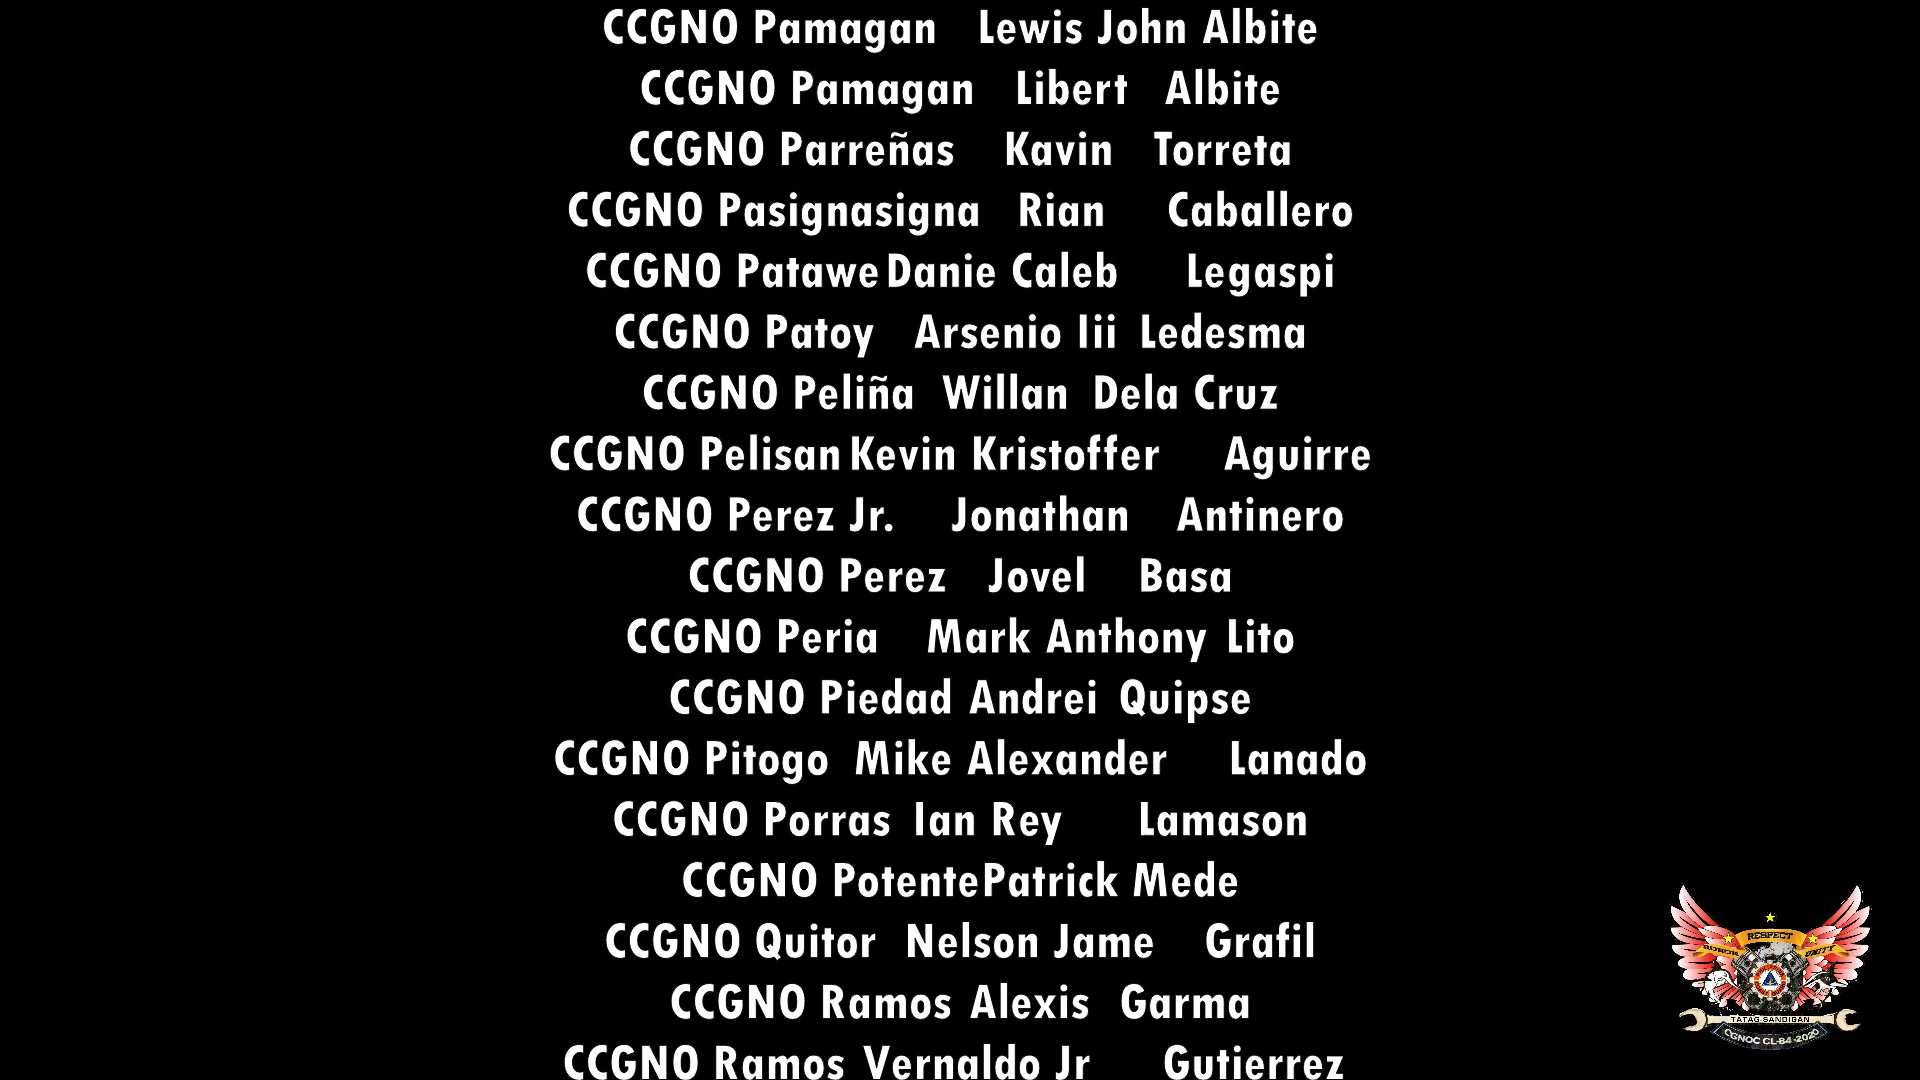 CCGNO Pamagan Lewis John Albite
CCGNO Pamagan Libert Albite
CCGNO Parreñas Kavin Torreta
CCGNO Pasignasigna Rian Caballero
CCGNO Patawe Danie Caleb Legaspi
CCGNO Patoy Arsenio Iii Ledesma
CCGNO Peliña Willan Dela Cruz
CCGNO Pelisan Kevin Kristoffer Aguirre
CCGNO Perez Jr. Jonathan Antinero
CCGNO Perez Jovel Basa
CCGNO Peria Mark Anthony Lito
CCGNO Piedad Andrei Quipse
CCGNO Pitogo Mike Alexander Lanado
CCGNO Porras Ian Rey Lamason
CCGNO Potente Patrick Mede
CCGNO Quitor Nelson Jame Grafil
CCGNO Ramos Alexis Garma
CCGNO Ramos Vernaldo Jr Gutierrez
RESPECT
UNITY
TATAG SANDIGAN
CGNOC CL-84-2020